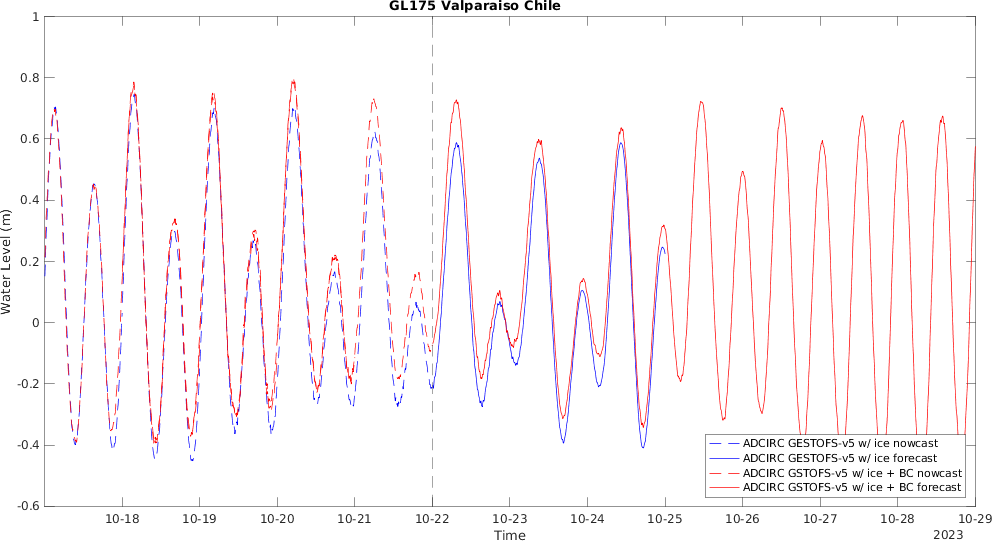 GL175 Valparaiso Chile
1
0.8
0.6
0.4
0.2
0
-0.2
-0.4
-0.6
Water Level (m)
10-18 10-19 10-20 10-21 10-22 10-23 10-24 10-25 10-26 10-27 10-28 10-29
Time
2023
ADCIRC GESTOFS-v5 w/ ice nowcast
ADCIRC GESTOFS-v5 w/ ice forecast
ADCIRC GSTOFS-v5 w/ ice + BC nowcast
ADCIRC GSTOFS-v5 w/ ice + BC forecast